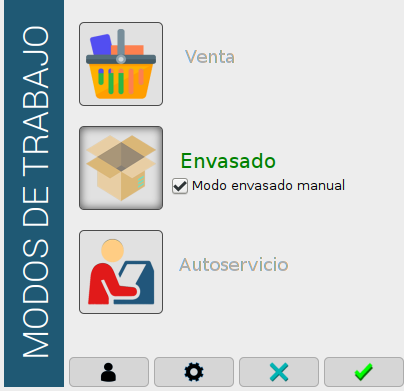 MODOS DE TRABAJO
Venta
Envasado
Modo envasado manual
Autoservicio